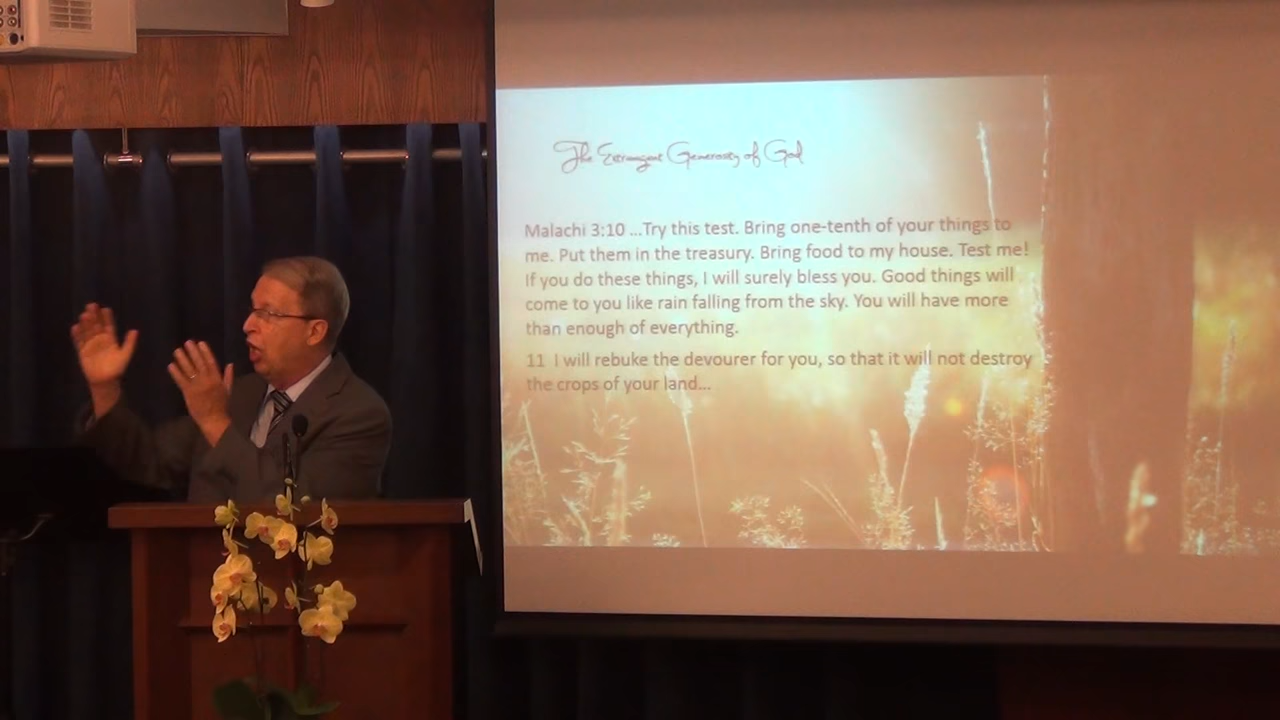 The Extravagant Generosity of God
Malachi 3:10 ...Try this test. Bring one-tenth of your things to
me. Put them in the treasury. Bring food to my house. Test me!
If you do these things, I will surely bless you. Good things will
come to you like rain falling from the sky. You will have more
than enough of everything.
11 I will rebuke the devourer for you, so that it will not destroy
the crops of your land...